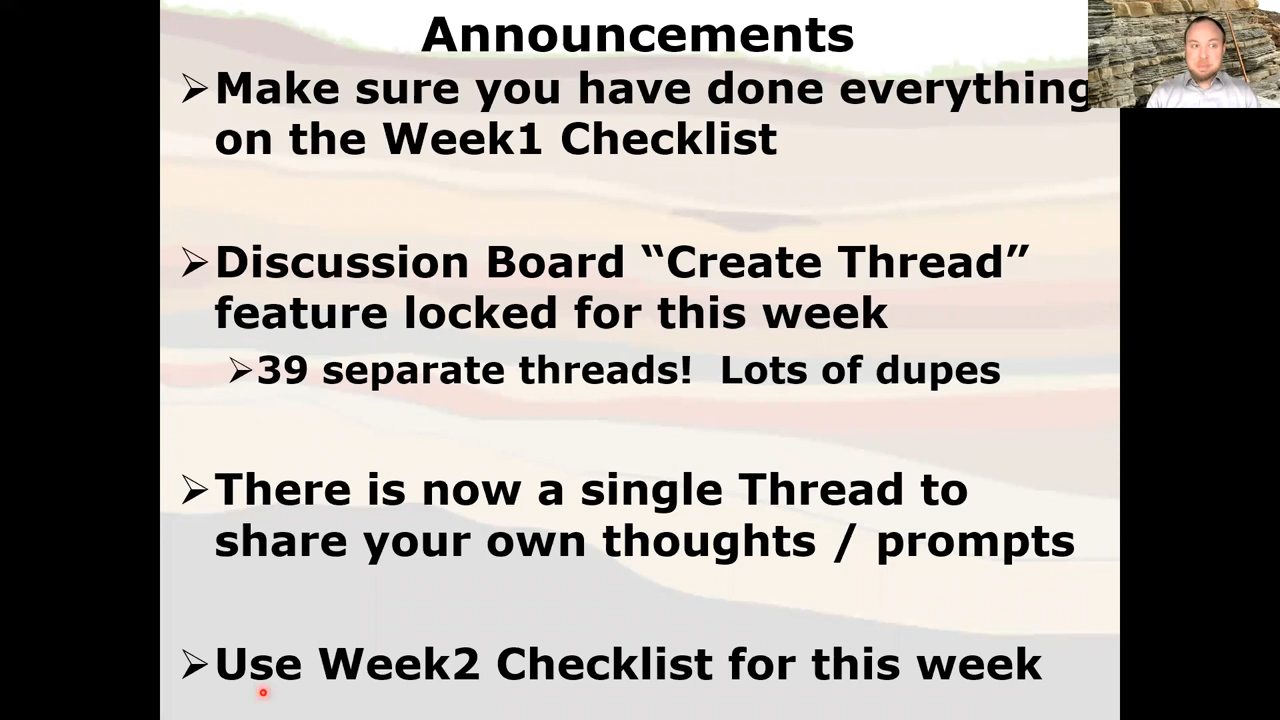 Announcements
➢Make sure you have done everything
on the Week1 Checklist
➢Discussion Board “Create Thread”
feature locked for this week
➢39 separate threads!  Lots of dupes
➢There is now a single Thread to
share your own thoughts / prompts
➢Use Week2 Checklist for this week